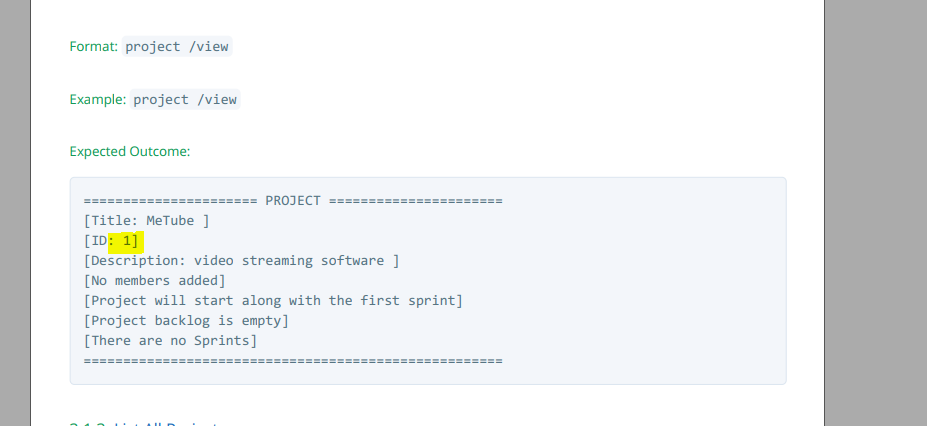 Format: project /view
Example: project /view
Expected Outcome:
====================== PROJECT ======================
[Title: MeTube ]
[ID: 1]
[Description: video streaming software ]
[No members added]
[Project will start along with the first sprint]
[Project backlog is empty]
[There are no Sprints]
=====================================================